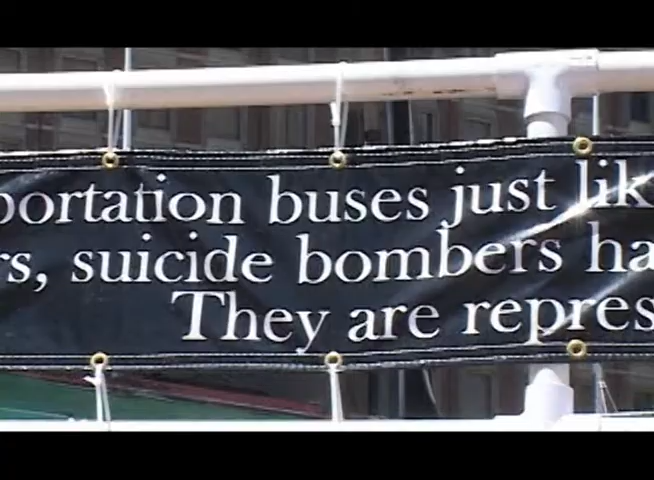 portation buses just lik
rs, suicide bombers ha
They are repres